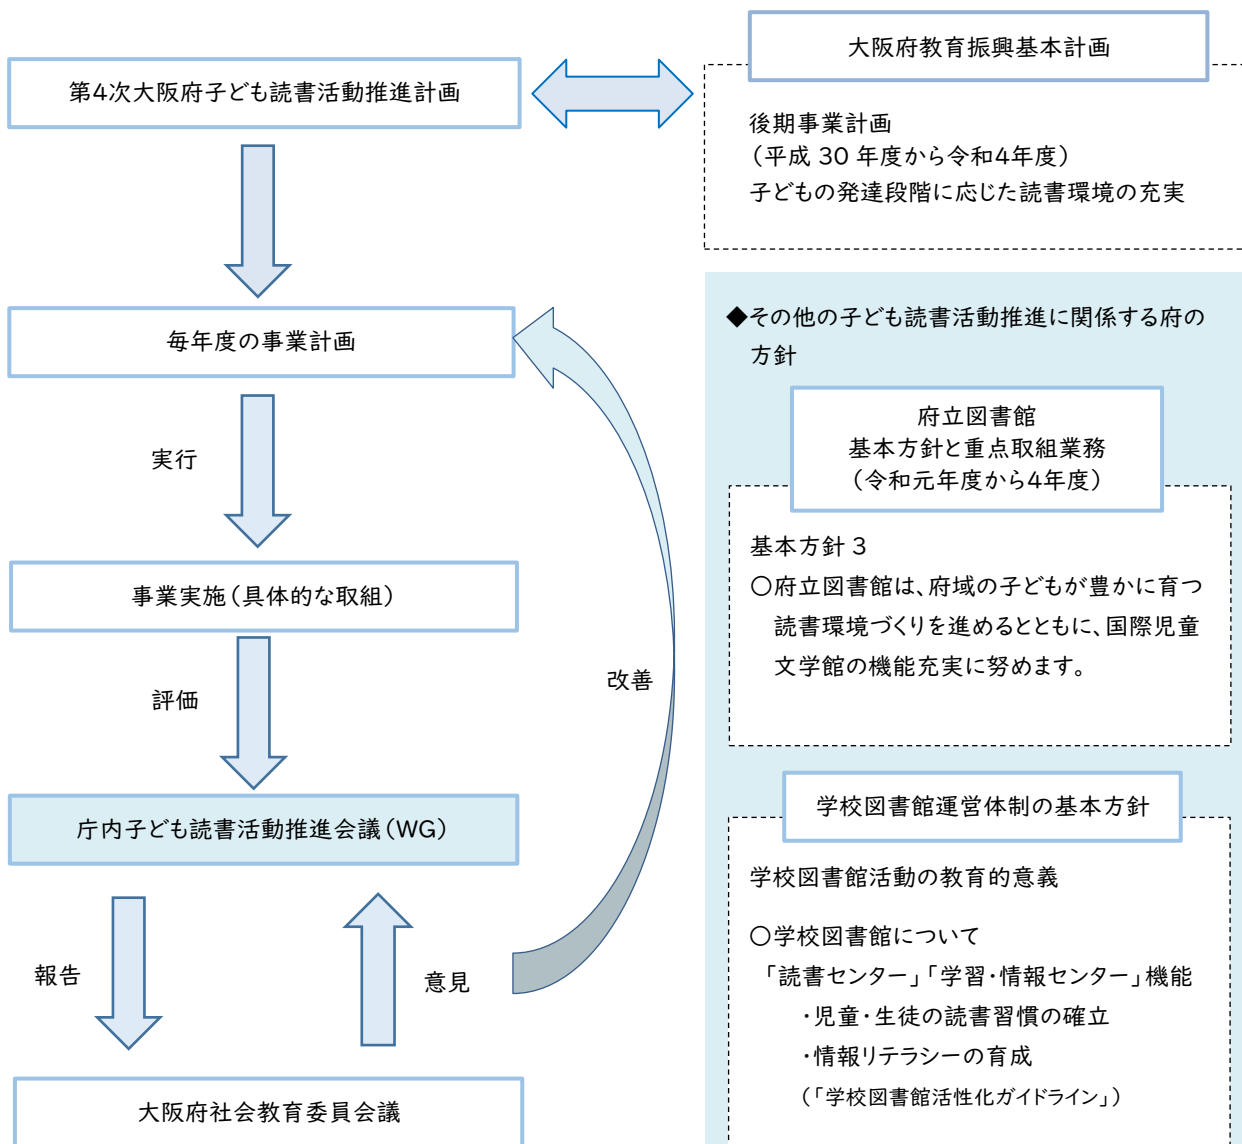 第4次大阪府子ども読書活動推進計画
毎年度の事業計画
実行
事業実施(具体的な取組)
評価
改善
庁内子ども読書活動推進会議(WG)
報告
意見
大阪府社会教育委員会議
大阪府教育振興基本計画
後期事業計画
(平成 30 年度から令和4年度)
子どもの発達段階に応じた読書環境の充実
◆その他の子ども読書活動推進に関係する府の
方針
府立図書館
基本方針と重点取組業務
(令和元年度から4年度)
基本方針 3
〇府立図書館は、府域の子どもが豊かに育つ
読書環境づくりを進めるとともに、国際児童
文学館の機能充実に努めます。
学校図書館運営体制の基本方針
学校図書館活動の教育的意義
〇学校図書館について
「読書センター」「学習・情報センター」機能
・児童・生徒の読書習慣の確立
・情報リテラシーの育成
(「学校図書館活性化ガイドライン」)